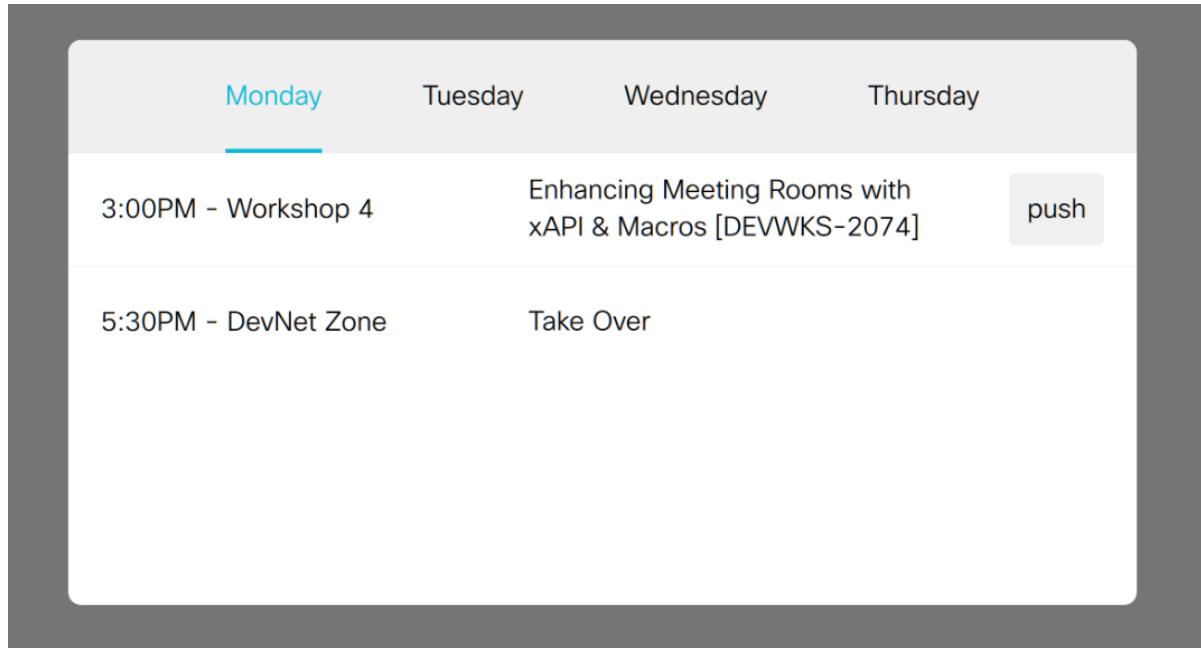 Monday Tuesday Wednesday Thursday
3:00PM - Workshop 4
Enhancing Meeting Rooms with
xAPI & Macros [DEVWKS-2074]
push
5:30PM - DevNet Zone
Take Over